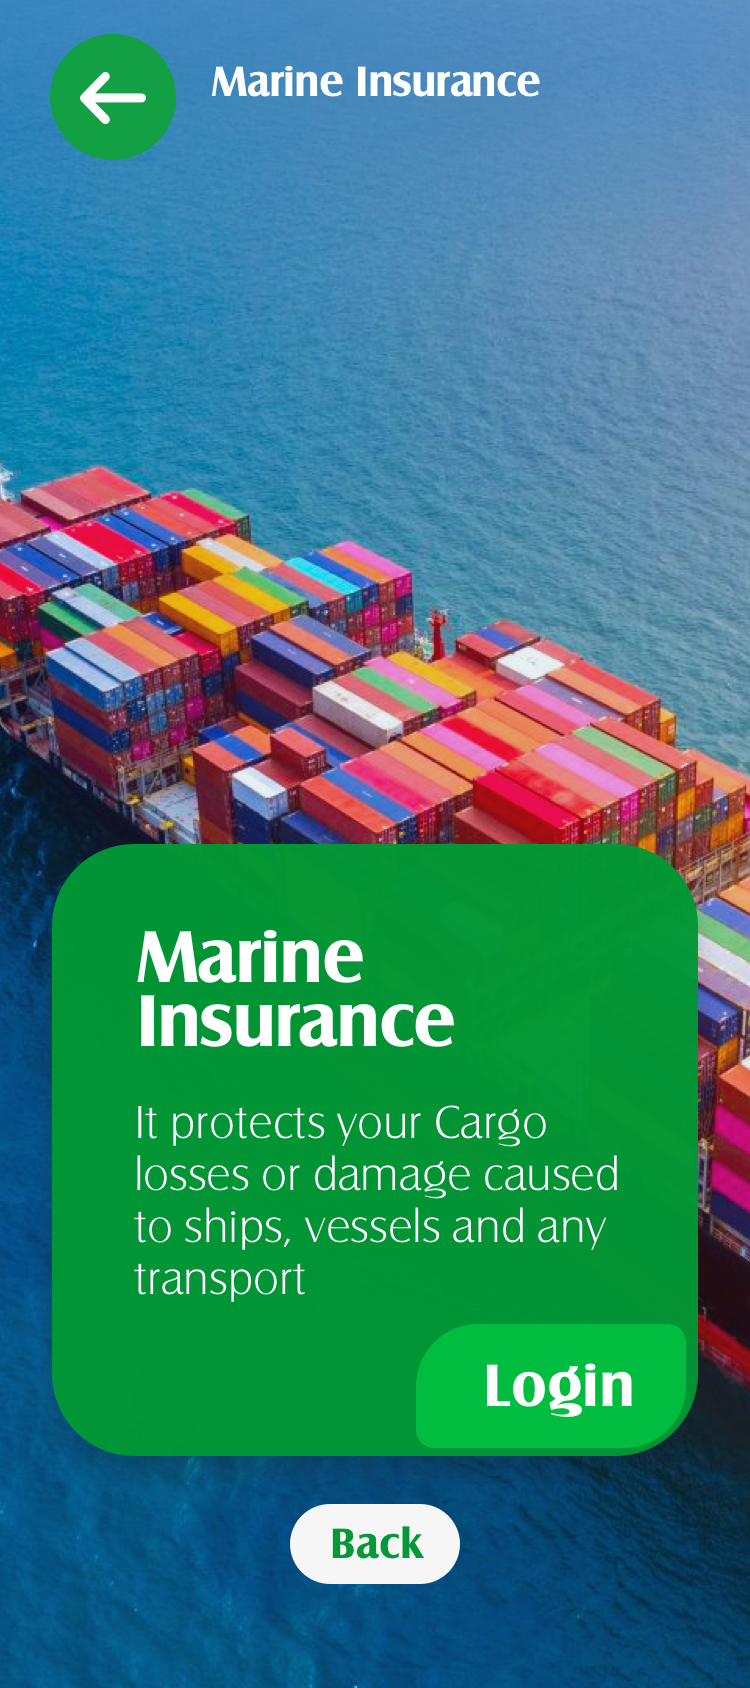 Marine Insurance
Marine
Insurance
It protects your Cargo
losses or damage caused
to ships, vessels and any
transport
Login
Back